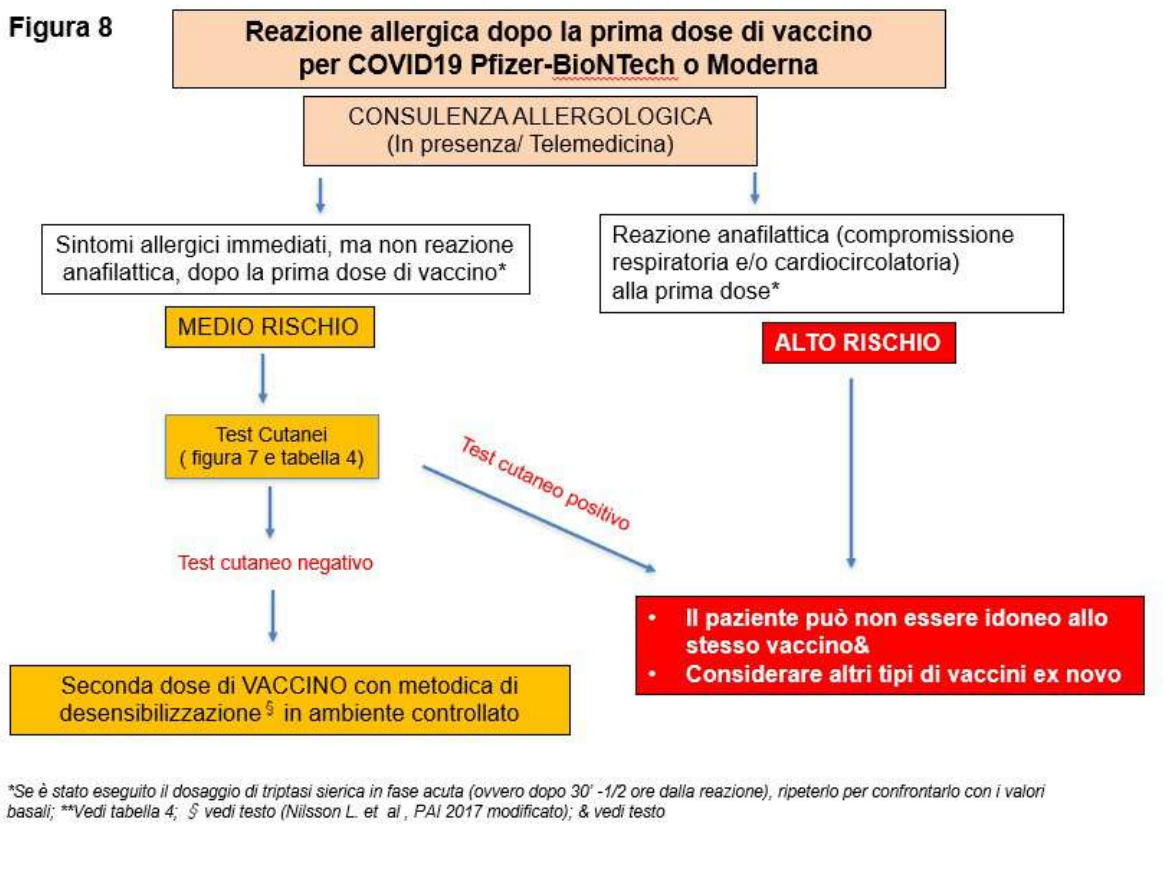 Figura 8
Reazione allergica dopo la prima dose di vaccino
per COVID19 Pfizer-BioNTech o Moderna
CONSULENZA ALLERGOLOGICA
(In presenza/ Telemedicina)
Sintomi allergici immediati, ma non reazione
anafilattica, dopo la prima dose di vaccino*
MEDIO RISCHIO
Reazione anafilattica (compromissione
respiratoria e/o cardiocircolatoria)
alla prima dose*
ALTO RISCHIO
Test Cutanei
( figura 7 e tabella 4)
Test cutaneo positivo
Test cutaneo negativo
• Il paziente può non essere idoneo allo
stesso vaccino&
• Considerare altri tipi di vaccini ex novo
Seconda dose di VACCINO con metodica di
desensibilizzazione § in ambiente controllato
*Se è stato eseguito il dosaggio di triptasi sierica in fase acuta (ovvero dopo 30' -1/2 ore dalla reazione), ripeterlo per confrontarlo con i valori
basali; **Vedi tabella 4; § vedi testo (Nilsson L. et al , PAI 2017 modificato); & vedi testo